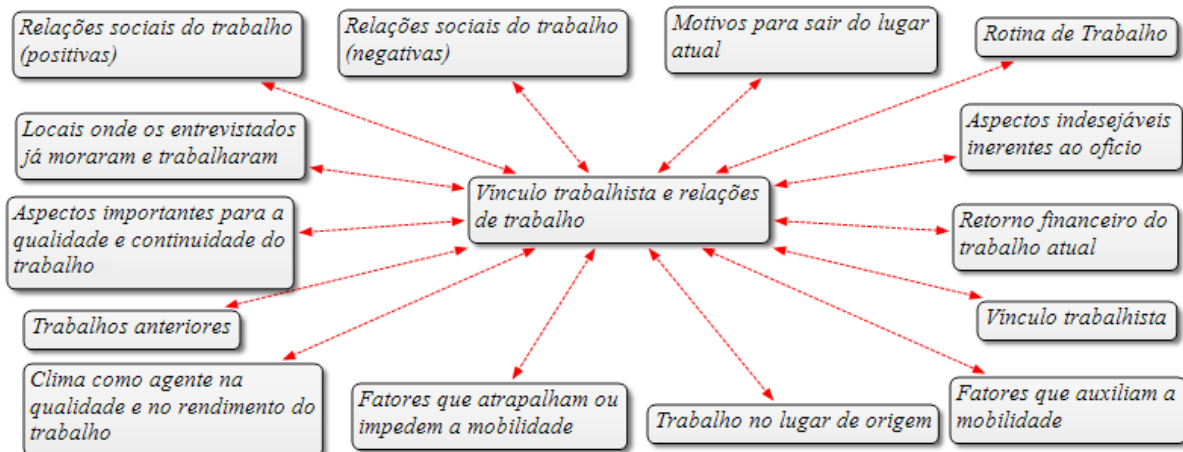 Relações sociais do trabalho
(positivas)
Relações sociais do trabalho
(negativas)
Motivos para sair do lugar
atual
Rotina de Trabalho
Locais onde os entrevistados
já moraram e trabalharam
Aspectos indesejáveis
inerentes ao oficio
Vínculo trabalhista e relações
de trabalho
Aspectos importantes para a
qualidade e continuidade do
trabalho
Retorno financeiro do
trabalho atual
Trabalhos anteriores
Vínculo trabalhista
Clima como agente na
qualidade e no rendimento do
trabalho
Fatores que atrapalham ou
impedem a mobilidade
Trabalho no lugar de origem
Fatores que auxiliam a
mobilidade